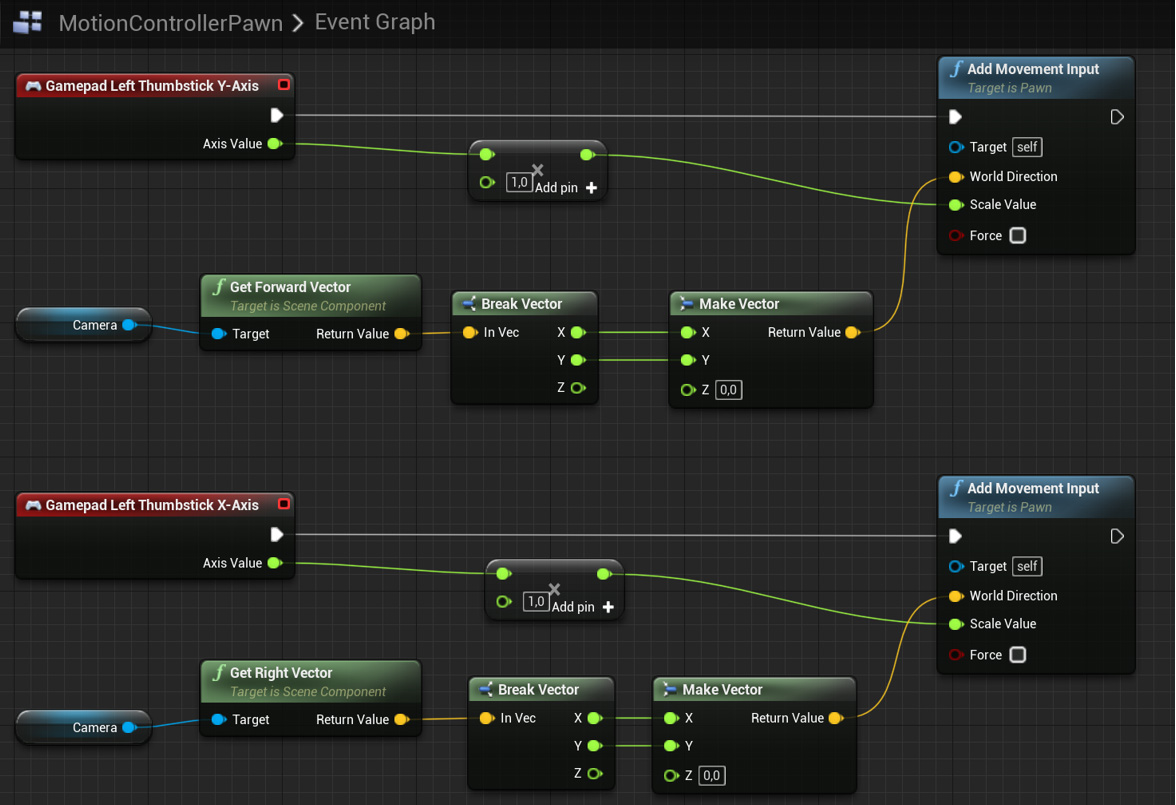 MotionControllerPawn > Event Graph
Gamepad Left Thumbstick Y-Axis
Axis Value
1,0
Add pin +
f Add Movement Input
Target is Pawn
Target self
World Direction
Scale Value
Force
Camera
f Get Forward Vector
Target is Scene Component
Target Return Value
Break Vector
In Vec X
Y
Z
Make Vector
X Return Value
Y
Z 0,0
Gamepad Left Thumbstick X-Axis
Axis Value
1,0
Add pin +
f Add Movement Input
Target is Pawn
Target self
World Direction
Scale Value
Force
Camera
f Get Right Vector
Target is Scene Component
Target Return Value
Break Vector
In Vec X
Y
Z
Make Vector
X Return Value
Y
Z 0,0